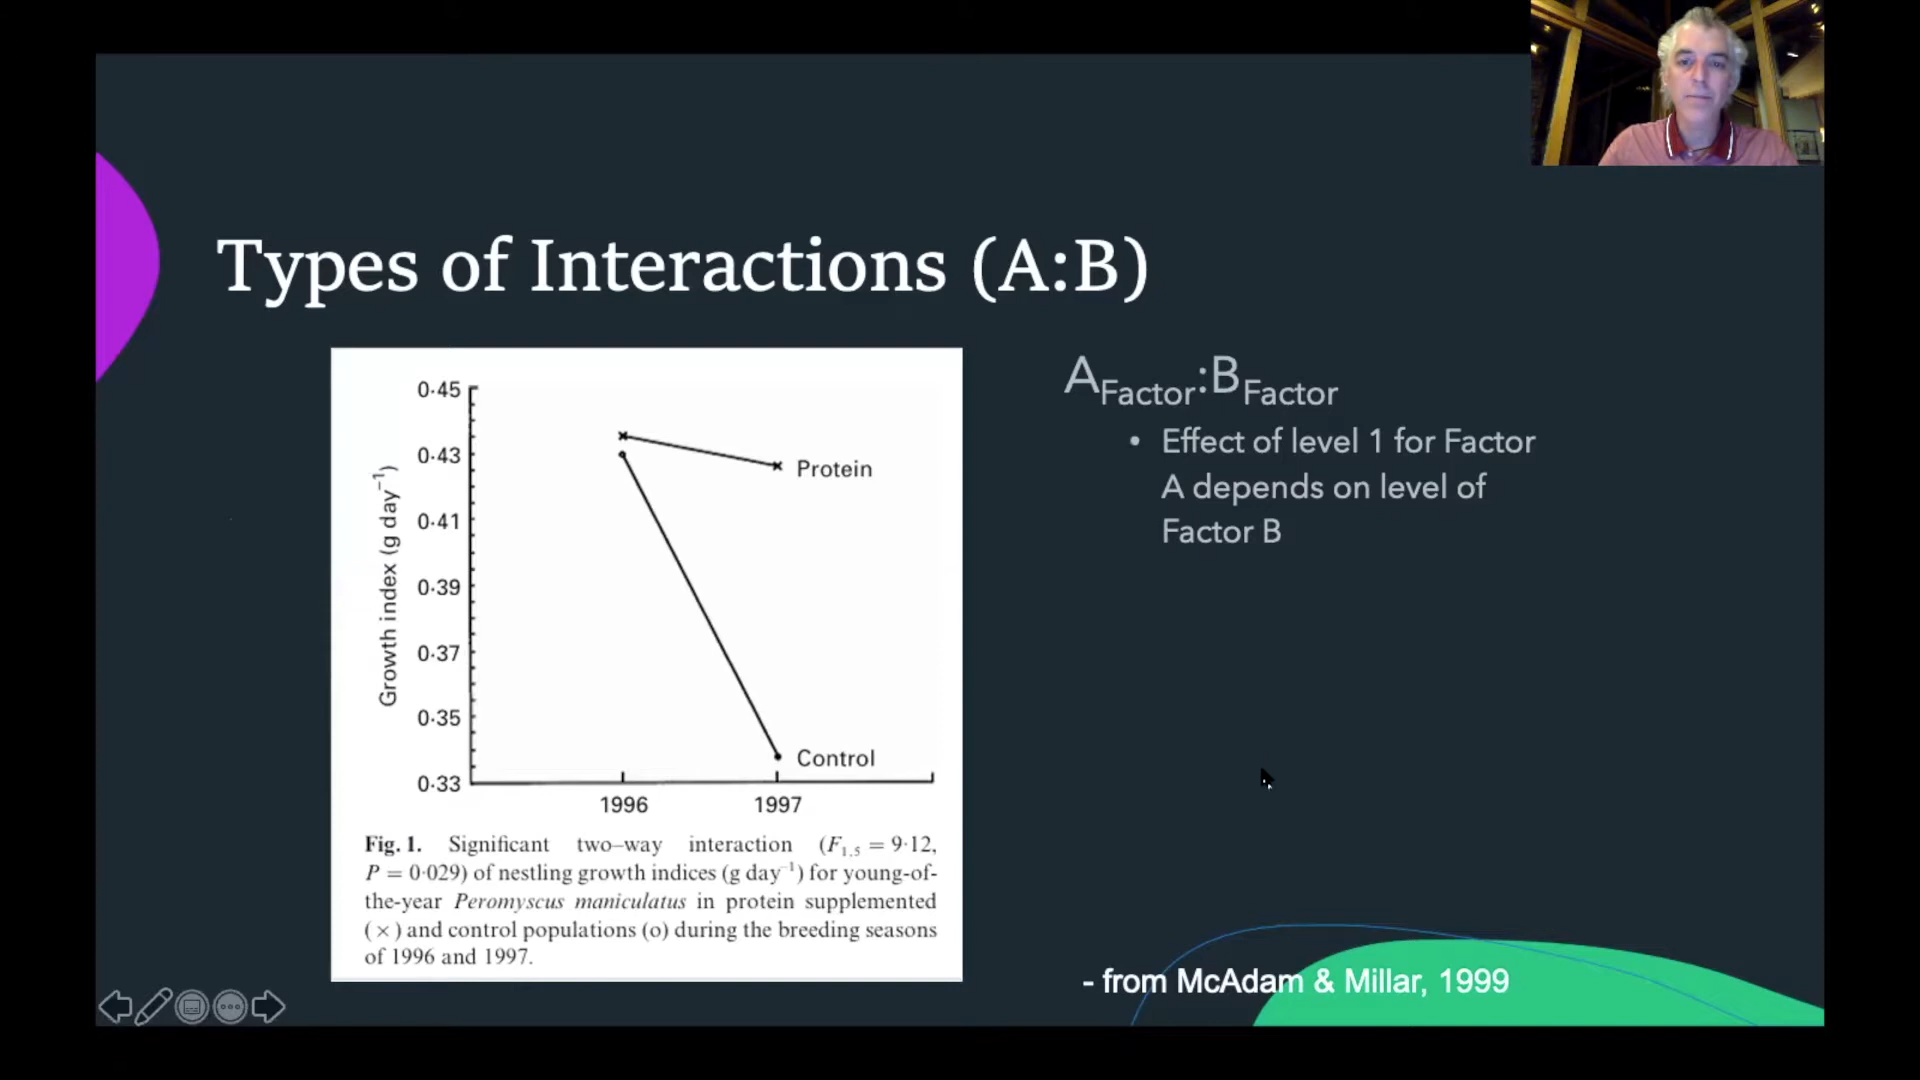 Types of Interactions (A:B)
0·45
0·43
0·41
0·39
0·37
0·35
0·33
Growth index (g day⁻¹)
Protein
Control
1996 1997
Fig. 1. Significant two–way interaction (F₁,₅ = 9·12,
P = 0·029) of nestling growth indices (g day⁻¹) for young-of-
the-year Peromyscus maniculatus in protein supplemented
(×) and control populations (o) during the breeding seasons
of 1996 and 1997.
A_Factor:B_Factor
• Effect of level 1 for Factor
A depends on level of
Factor B
- from McAdam & Millar, 1999